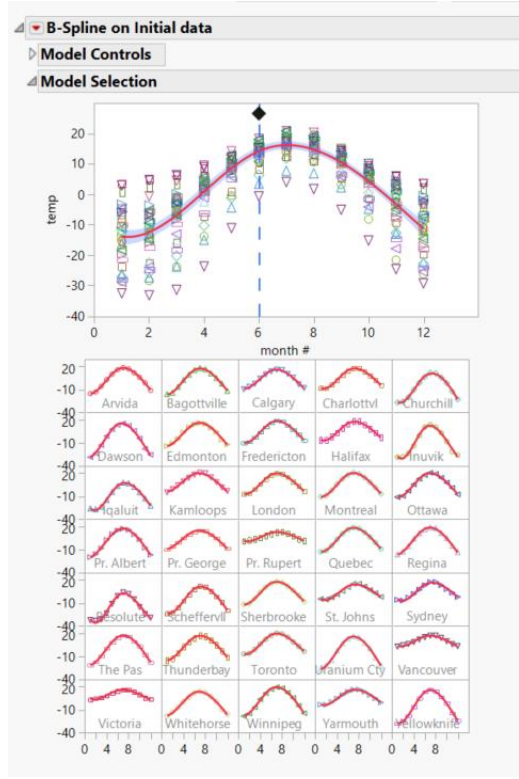 B-Spline on Initial data
Model Controls
Model Selection
20
10
0
-10
-20
-30
-40
temp
0 2 4 6 8 10 12
month #
20
-10
-40
Arvida Bagottville Calgary Charlottvl Churchill
20
-10
-40
Dawson Edmonton Fredericton Halifax Inuvik
20
-10
-40
Iqaluit Kamloops London Montreal Ottawa
20
-10
-40
Pr. Albert Pr. George Pr. Rupert Quebec Regina
20
-10
-40
Resolute Scheffervll Sherbrooke St. Johns Sydney
20
-10
-40
The Pas Thunderbay Toronto Uranium Cty Vancouver
20
-10
-40
Victoria Whitehorse Winnipeg Yarmouth Yellowknife
0 4 8 0 4 8 0 4 8 0 4 8 0 4 8